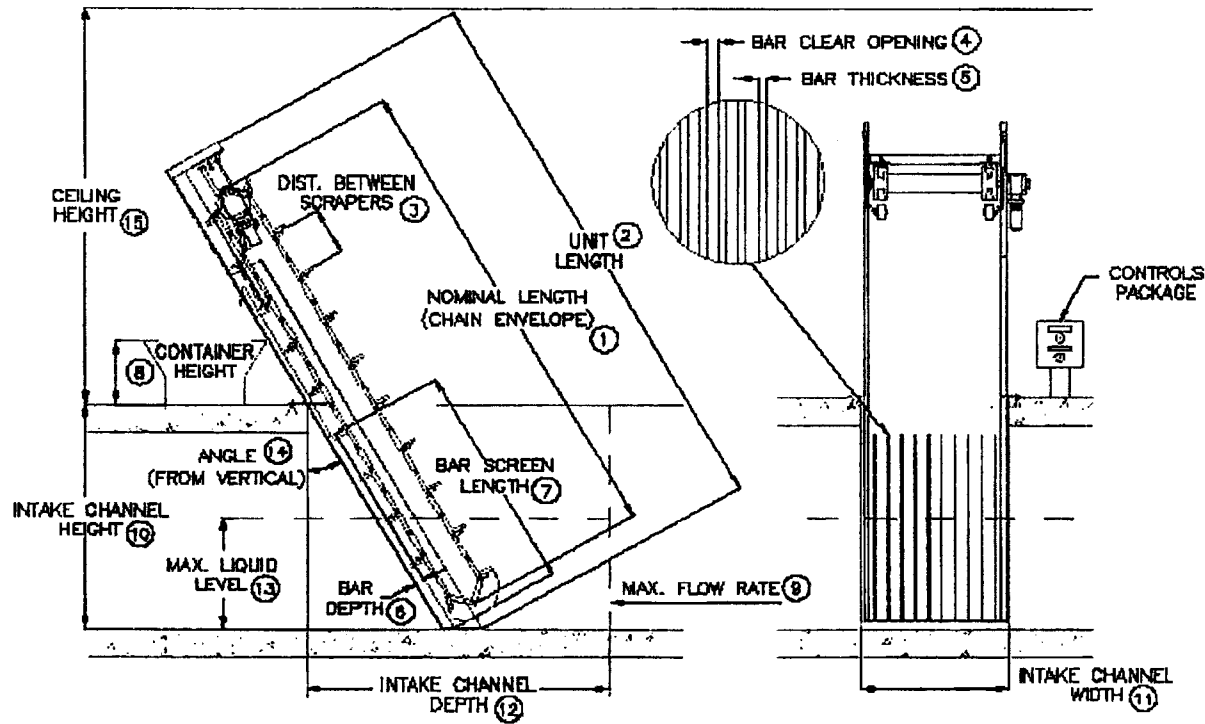 BAR CLEAR OPENING 4
BAR THICKNESS 5
CEILING
HEIGHT 15
DIST. BETWEEN
SCRAPERS 3
UNIT 2
LENGTH
NOMINAL LENGTH
(CHAIN ENVELOPE)
1
CONTROLS
PACKAGE
CONTAINER
HEIGHT
8
ANGLE 14
(FROM VERTICAL)
BAR SCREEN
LENGTH 7
INTAKE CHANNEL
HEIGHT 10
MAX. LIQUID
LEVEL 13
BAR
DEPTH 6
MAX. FLOW RATE 9
INTAKE CHANNEL
DEPTH 12
INTAKE CHANNEL
WIDTH 11